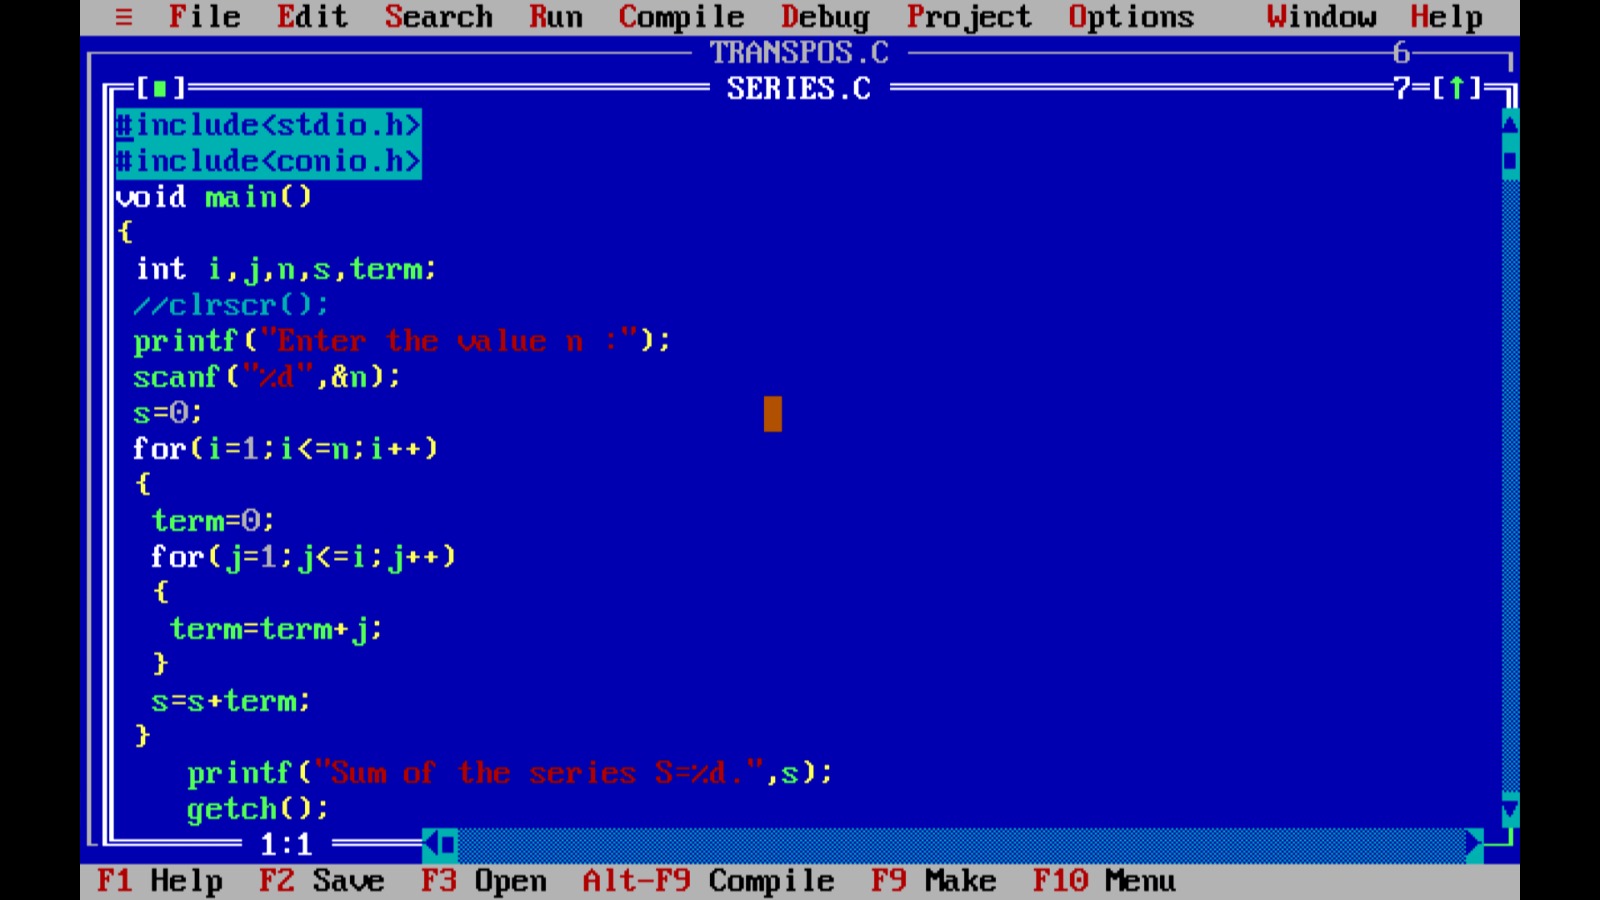 ≡ File Edit Search Run Compile Debug Project Options Window Help
TRANSPOS.C 6
[■] SERIES.C 7=[↑]
#include<stdio.h>
#include<conio.h>
void main()
{
int i,j,n,s,term;
//clrscr();
printf("Enter the value n :");
scanf("%d",&n);
s=0;
for(i=1;i<=n;i++)
{
term=0;
for(j=1;j<=i;j++)
{
term=term+j;
}
s=s+term;
}
printf("Sum of the series S=%d.",s);
getch();
1:1
F1 Help F2 Save F3 Open Alt-F9 Compile F9 Make F10 Menu